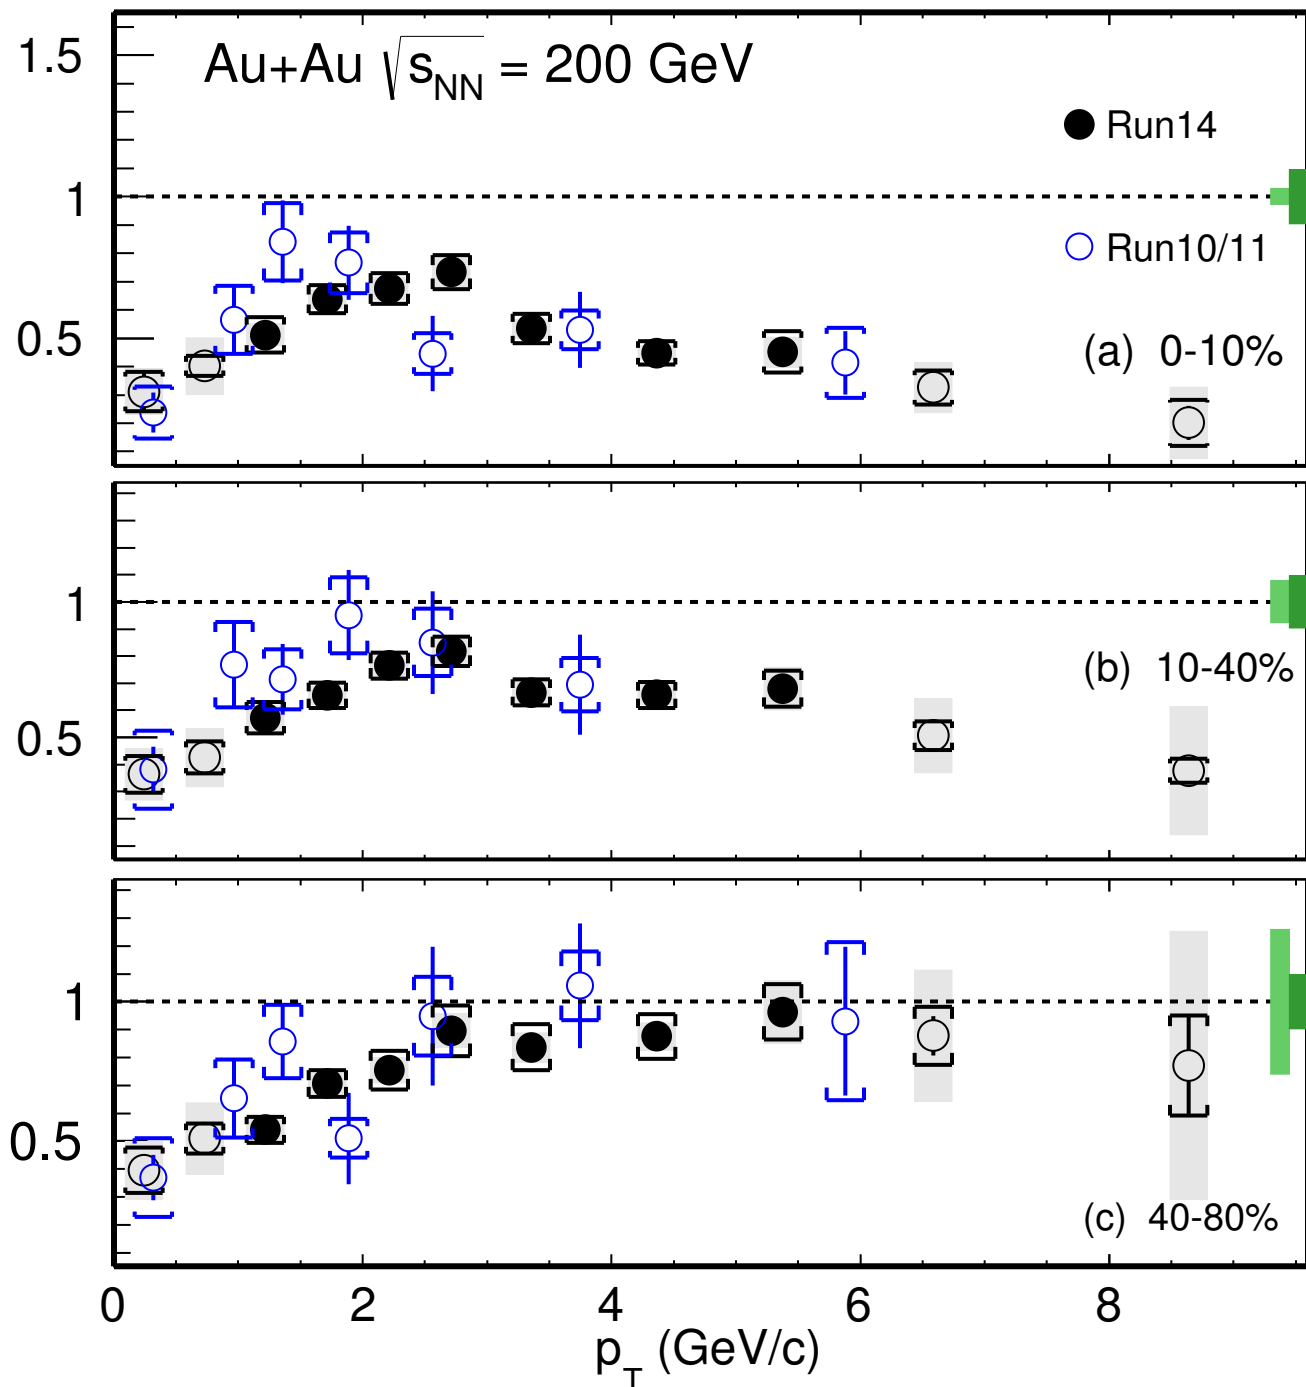 Au+Au √sNN = 200 GeV
1.5
Run14
1
Run10/11
0.5
(a) 0-10%
1
(b) 10-40%
0.5
1
0.5
(c) 40-80%
0 2 4 6 8
pT (GeV/c)